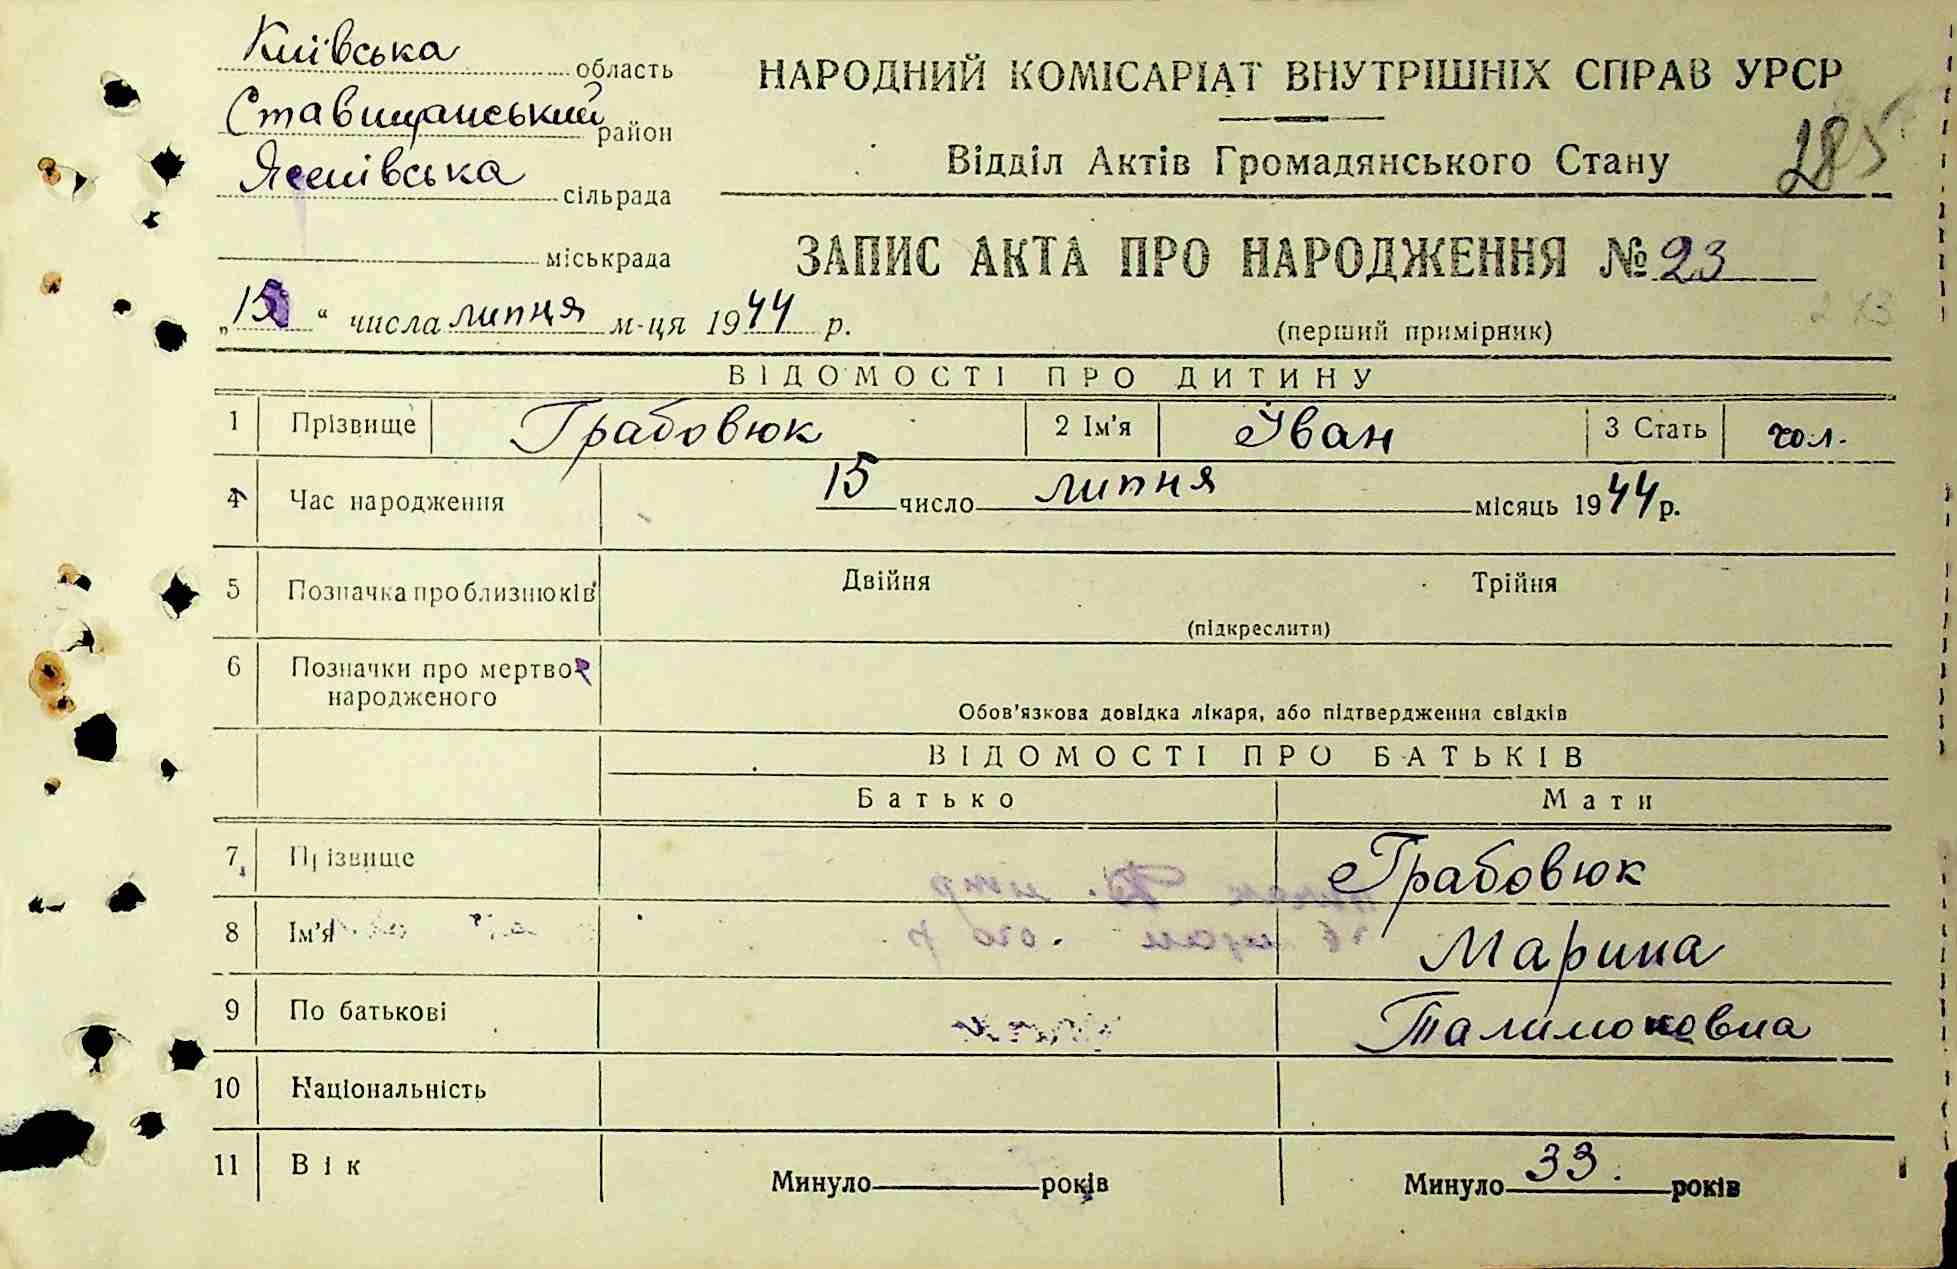 Київська область
Ставищанський район
сільрада
міськрада
НАРОДНИЙ КОМІСАРІАТ ВНУТРІШНІХ СПРАВ УРСР
Відділ Актів Громадянського Стану
285
ЗАПИС АКТА ПРО НАРОДЖЕННЯ № 23
„15“ числа липця м-ця 1944 р.
(перший примірник)
ВІДОМОСТІ ПРО ДИТИНУ
1 Прізвище Грабовюк 2 Ім'я Іван 3 Стать чол.
4 Час народження 15 число липня місяць 1944 р.
5 Позначка про близнюків Двійня Трійня
(підкреслити)
6 Позначки про мертво-
народженого
Обов'язкова довідка лікаря, або підтвердження свідків
ВІДОМОСТІ ПРО БАТЬКІВ
Батько Мати
7 Прізвище Грабовюк
8 Ім'я Марина
9 По батькові
10 Національність
11 Вік Минуло років Минуло 33. років